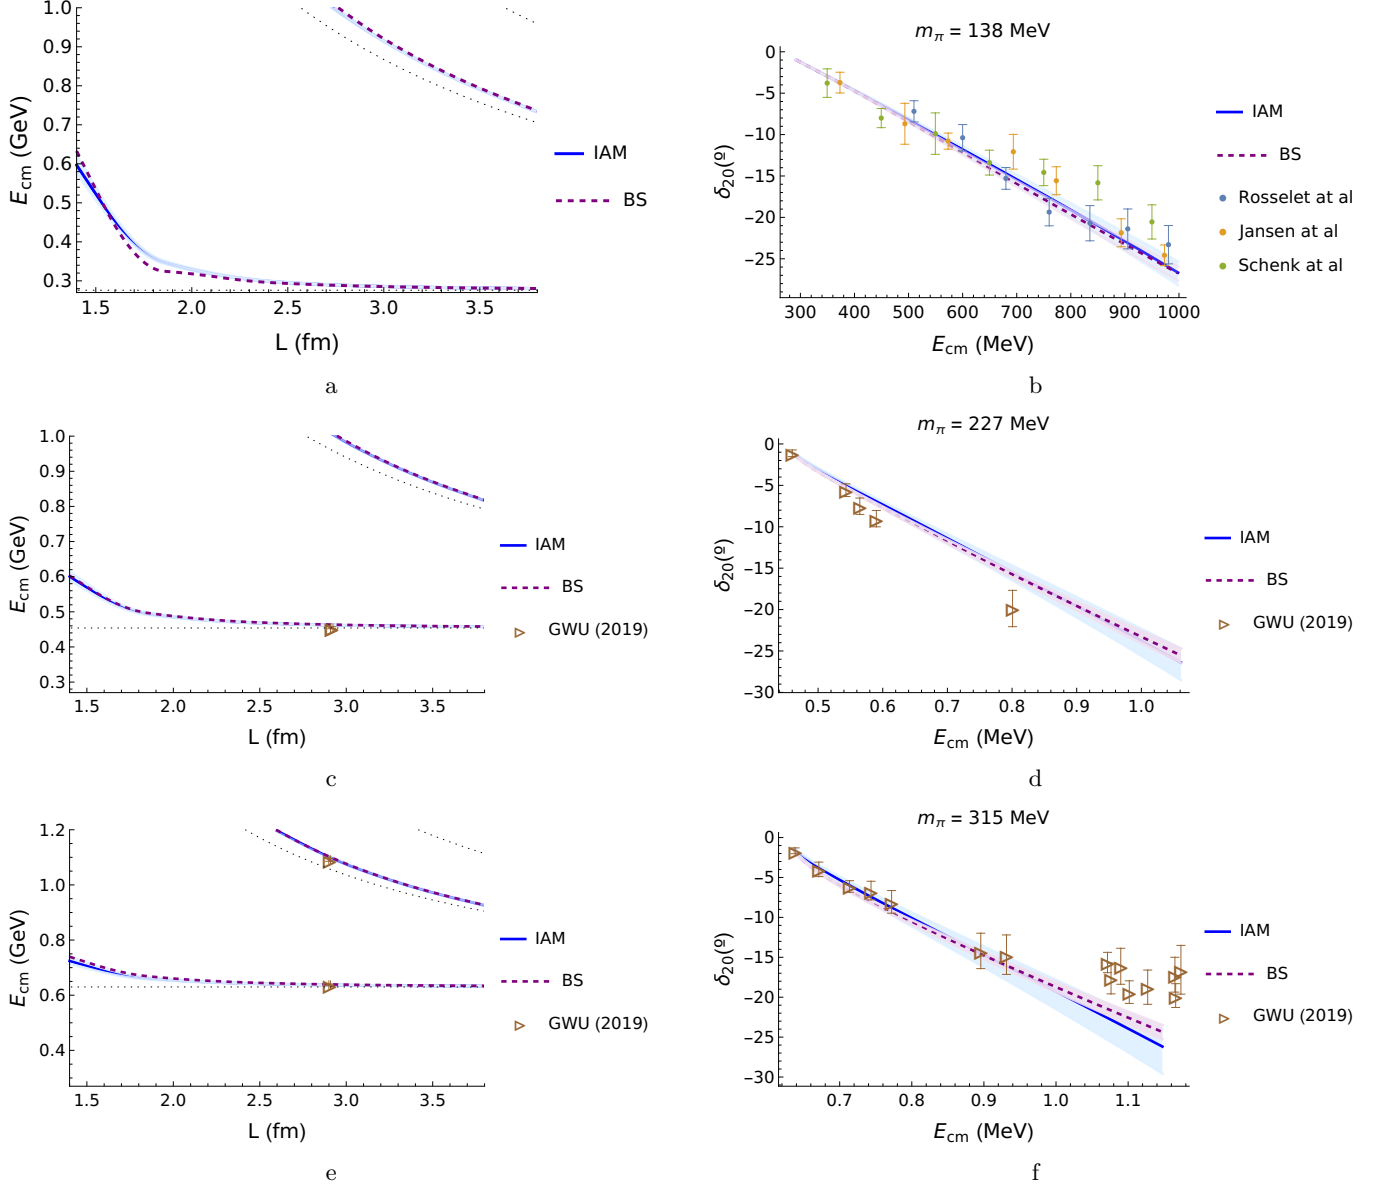 1.0
0.9
0.8
0.7
0.6
0.5
0.4
0.3
1.5 2.0 2.5 3.0 3.5
E_cm (GeV)
L (fm)
IAM
BS
a
m_π = 138 MeV
0
−5
−10
−15
−20
−25
300 400 500 600 700 800 900 1000
δ_20(º)
E_cm (MeV)
IAM
BS
Rosselet at al
Jansen at al
Schenk at al
b
1.0
0.9
0.8
0.7
0.6
0.5
0.4
0.3
1.5 2.0 2.5 3.0 3.5
E_cm (GeV)
L (fm)
IAM
BS
GWU (2019)
c
m_π = 227 MeV
0
−5
−10
−15
−20
−25
−30
0.5 0.6 0.7 0.8 0.9 1.0
δ_20(º)
E_cm (MeV)
IAM
BS
GWU (2019)
d
1.2
1.0
0.8
0.6
0.4
1.5 2.0 2.5 3.0 3.5
E_cm (GeV)
L (fm)
IAM
BS
GWU (2019)
e
m_π = 315 MeV
0
−5
−10
−15
−20
−25
−30
0.7 0.8 0.9 1.0 1.1
δ_20(º)
E_cm (MeV)
IAM
BS
GWU (2019)
f